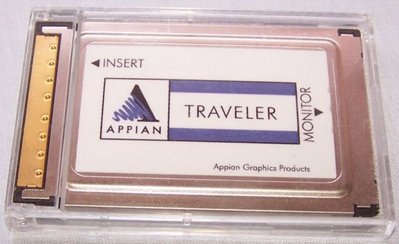 INSERT
APPIAN
TRAVELER
MONITOR
Appian Graphics Products